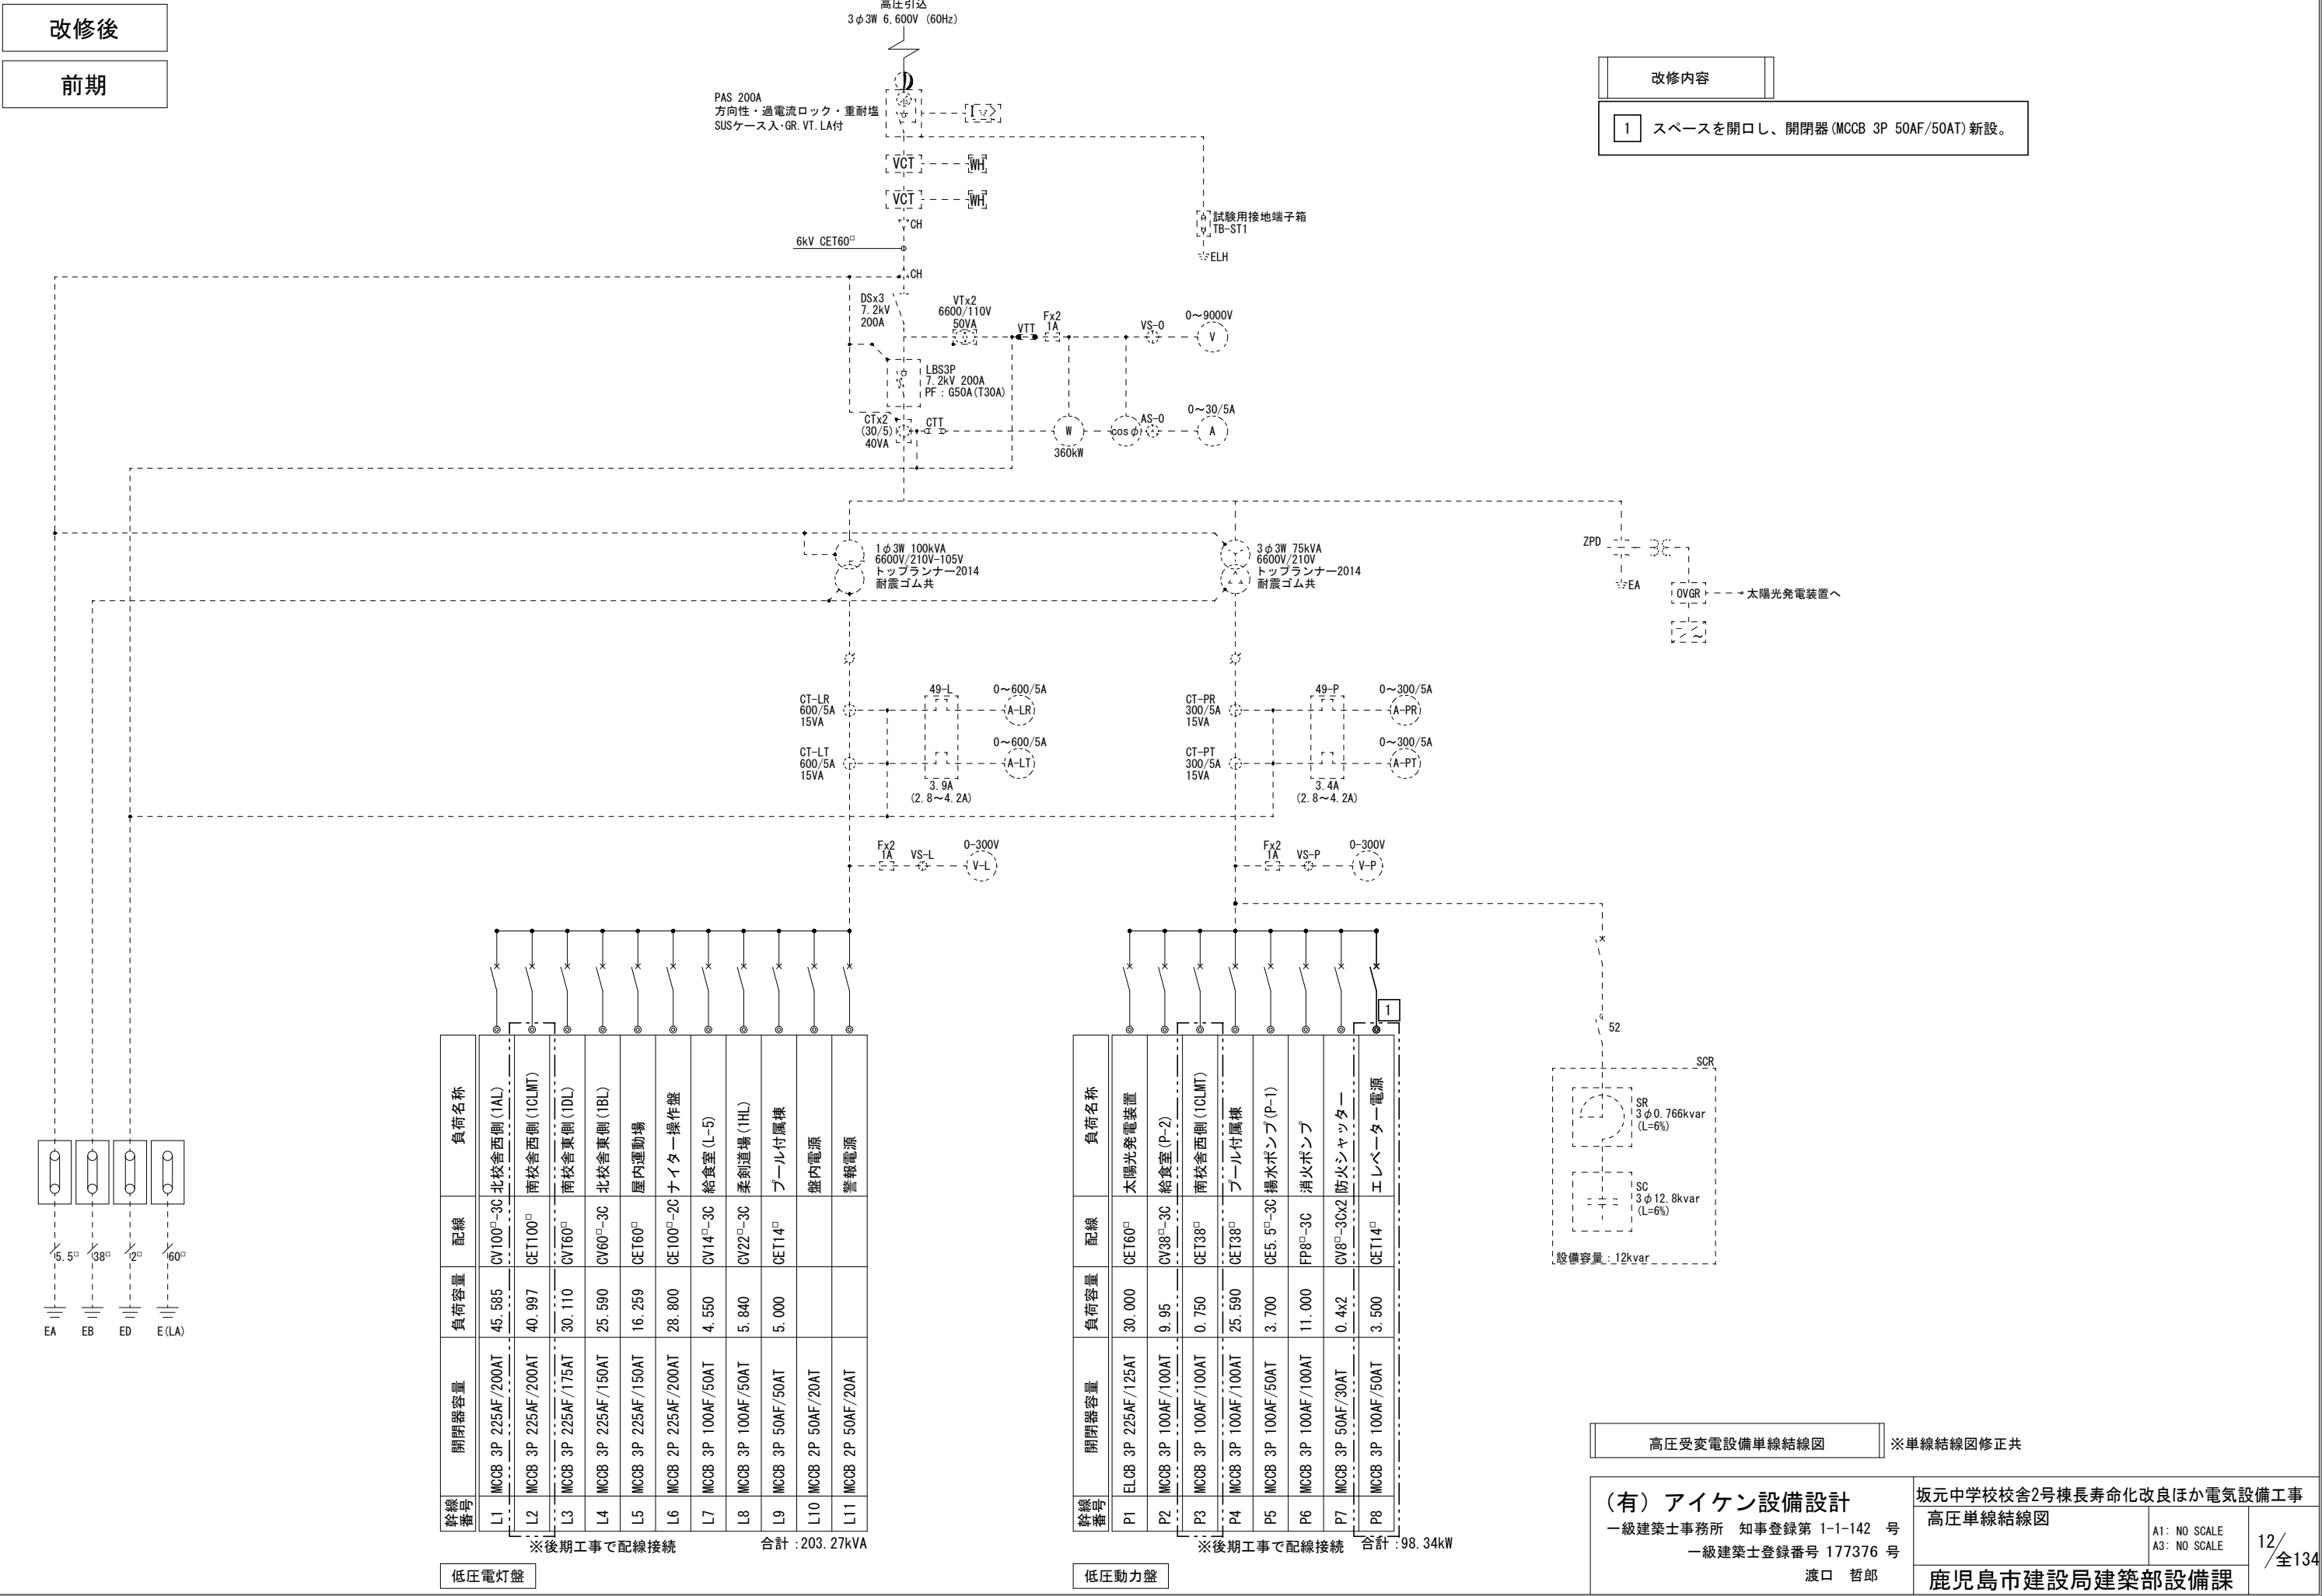 改修後
前期
高圧引込
3φ3W 6,600V (60Hz)
PAS 200A
方向性・過電流ロック・重耐塩
SUSケース入・GR.VT.LA付
I⏚>
VCT
WH
VCT
WH
CH
6kV CET60□
CH
試験用接地端子箱
TB-ST1
ELH
改修内容
1 スペースを開口し、開閉器(MCCB 3P 50AF/50AT)新設。
DSx3
7.2kV
200A
VTx2
6600/110V
50VA
VTT
Fx2
1A
VS-O
0～9000V
V
LBS3P
7.2kV 200A
PF：G50A(T30A)
CTx2
(30/5)
40VA
CTT
W
360kW
cosφ
AS-O
0～30/5A
A
1φ3W 100kVA
6600V/210V-105V
トップランナー2014
耐震ゴム共
3φ3W 75kVA
6600V/210V
トップランナー2014
耐震ゴム共
ZPD
EA
OVGR
太陽光発電装置へ
CT-LR
600/5A
15VA
49-L
0～600/5A
A-LR
CT-LT
600/5A
15VA
0～600/5A
A-LT
3.9A
(2.8～4.2A)
CT-PR
300/5A
15VA
49-P
0～300/5A
A-PR
CT-PT
300/5A
15VA
0～300/5A
A-PT
3.4A
(2.8～4.2A)
Fx2
1A
VS-L
0-300V
V-L
Fx2
1A
VS-P
0-300V
V-P
1
52
SCR
SR
3φ0.766kvar
(L=6%)
SC
3φ12.8kvar
(L=6%)
設備容量：12kvar
5.5□
38□
2□
60□
EA
EB
ED
E(LA)
幹線番号 開閉器容量 負荷容量 配線 負荷名称
L1 MCCB 3P 225AF/200AT 45.585 CV100□-3C 北校舎西側(1AL)
L2 MCCB 3P 225AF/200AT 40.997 CET100□ 南校舎西側(1CLMT)
L3 MCCB 3P 225AF/175AT 30.110 CVT60□ 南校舎東側(1DL)
L4 MCCB 3P 225AF/150AT 25.590 CV60□-3C 北校舎東側(1BL)
L5 MCCB 3P 225AF/150AT 16.259 CET60□ 屋内運動場
L6 MCCB 2P 225AF/200AT 28.800 CE100□-2C ナイター操作盤
L7 MCCB 3P 100AF/50AT 4.550 CV14□-3C 給食室(L-5)
L8 MCCB 3P 100AF/50AT 5.840 CV22□-3C 柔剣道場(1HL)
L9 MCCB 3P 50AF/50AT 5.000 CET14□ プール付属棟
L10 MCCB 2P 50AF/20AT 盤内電源
L11 MCCB 2P 50AF/20AT 警報電源
※後期工事で配線接続
合計：203.27kVA
低圧電灯盤
幹線番号 開閉器容量 負荷容量 配線 負荷名称
P1 ELCB 3P 225AF/125AT 30.000 CET60□ 太陽光発電装置
P2 MCCB 3P 100AF/100AT 9.95 CV38□-3C 給食室(P-2)
P3 MCCB 3P 100AF/100AT 0.750 CET38□ 南校舎西側(1CLMT)
P4 MCCB 3P 100AF/100AT 25.590 CET38□ プール付属棟
P5 MCCB 3P 100AF/50AT 3.700 CE5.5□-3C 揚水ポンプ(P-1)
P6 MCCB 3P 100AF/100AT 11.000 FP8□-3C 消火ポンプ
P7 MCCB 3P 50AF/30AT 0.4x2 CV8□-3Cx2 防火シャッター
P8 MCCB 3P 100AF/50AT 3.500 CET14□ エレベーター電源
※後期工事で配線接続
合計：98.34kW
低圧動力盤
高圧受変電設備単線結線図
※単線結線図修正共
(有)アイケン設備設計
一級建築士事務所 知事登録第 1-1-142 号
一級建築士登録番号 177376 号
渡口 哲郎
坂元中学校校舎2号棟長寿命化改良ほか電気設備工事
高圧単線結線図
A1: NO SCALE
A3: NO SCALE
12/全134
鹿児島市建設局建築部設備課